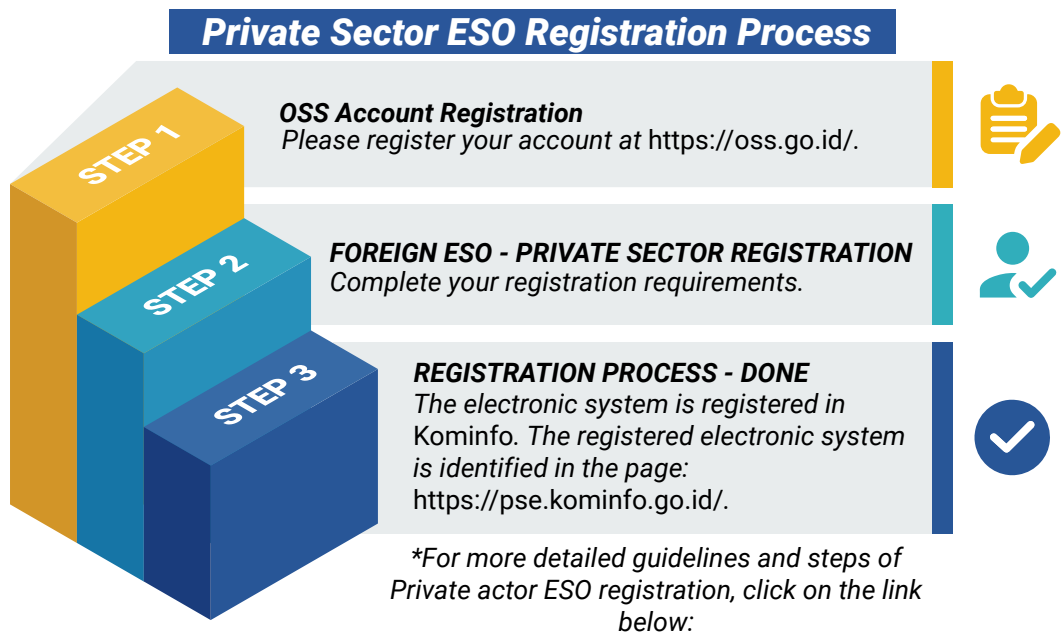 Private Sector ESO Registration Process
STEP 1
OSS Account Registration
Please register your account at https://oss.go.id/.
STEP 2
FOREIGN ESO - PRIVATE SECTOR REGISTRATION
Complete your registration requirements.
STEP 3
REGISTRATION PROCESS - DONE
The electronic system is registered in
Kominfo. The registered electronic system
is identified in the page:
https://pse.kominfo.go.id/.
*For more detailed guidelines and steps of
Private actor ESO registration, click on the link
below: